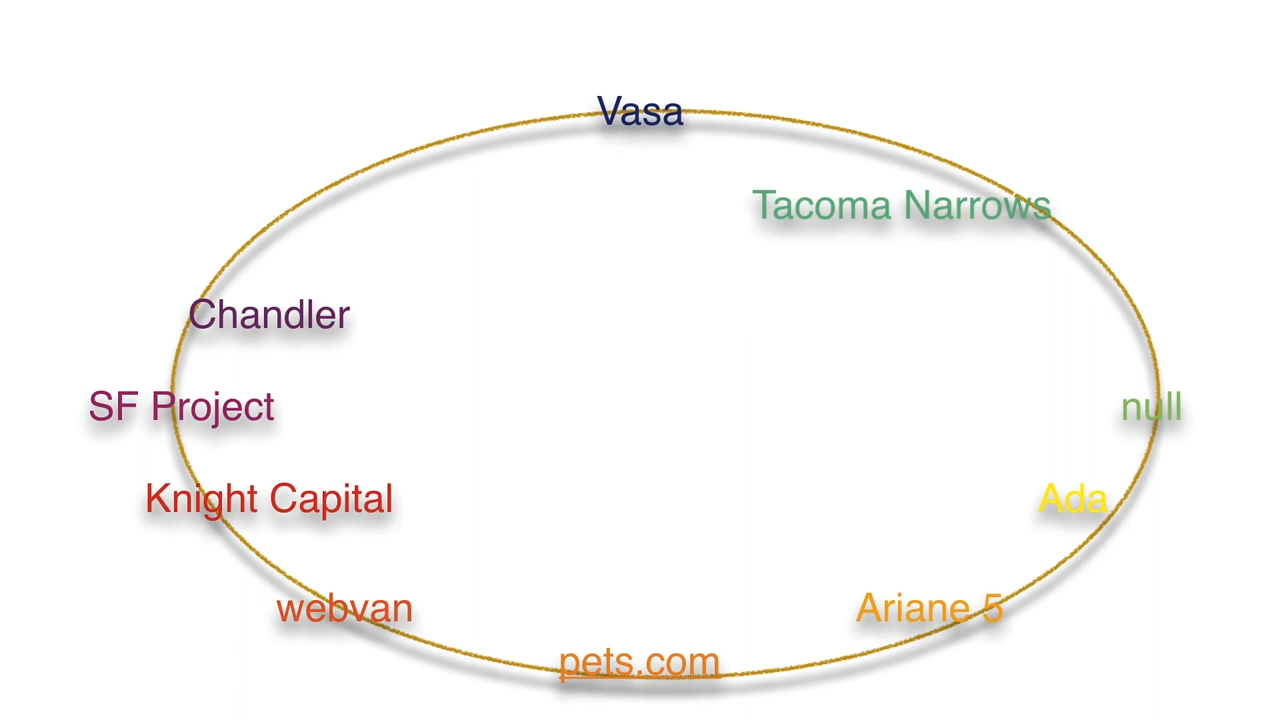 Vasa
Tacoma Narrows
Chandler
SF Project
null
Knight Capital
Ada
webvan
Ariane 5
pets.com